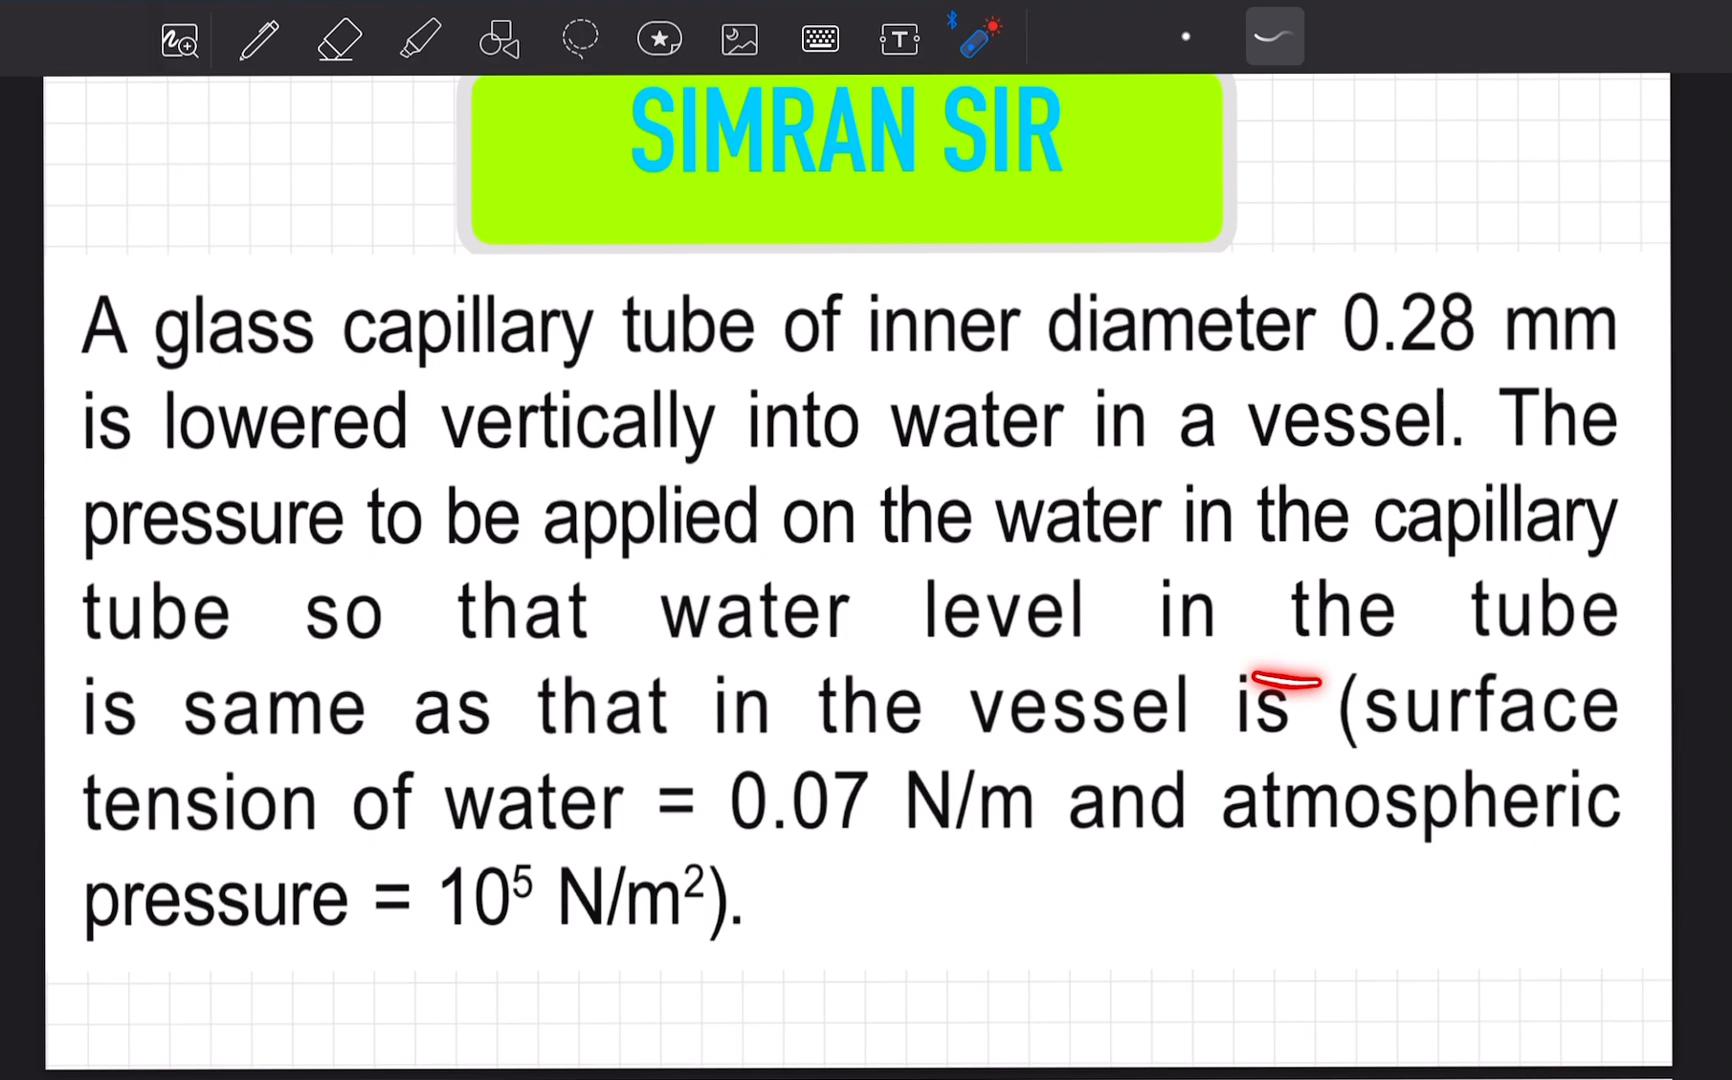 SIMRAN SIR
A glass capillary tube of inner diameter 0.28 mm
is lowered vertically into water in a vessel. The
pressure to be applied on the water in the capillary
tube so that water level in the tube
is same as that in the vessel is (surface
tension of water = 0.07 N/m and atmospheric
pressure = 10⁵ N/m²).